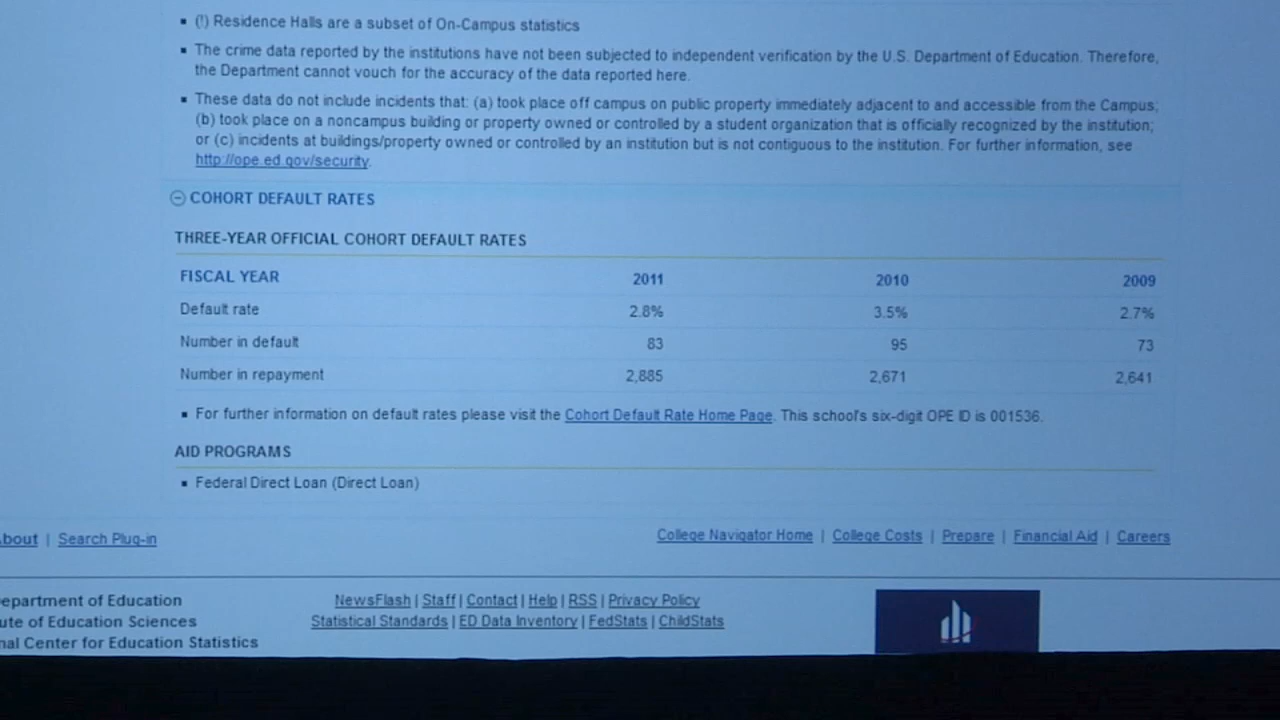 (¹) Residence Halls are a subset of On-Campus statistics
The crime data reported by the institutions have not been subjected to independent verification by the U.S. Department of Education. Therefore,
the Department cannot vouch for the accuracy of the data reported here.
These data do not include incidents that: (a) took place off campus on public property immediately adjacent to and accessible from the Campus;
(b) took place on a noncampus building or property owned or controlled by a student organization that is officially recognized by the institution;
or (c) incidents at buildings/property owned or controlled by an institution but is not contiguous to the institution. For further information, see
http://ope.ed.gov/security.
COHORT DEFAULT RATES
THREE-YEAR OFFICIAL COHORT DEFAULT RATES
FISCAL YEAR 2011 2010 2009
Default rate 2.8% 3.5% 2.7%
Number in default 83 95 73
Number in repayment 2,885 2,671 2,641
For further information on default rates please visit the Cohort Default Rate Home Page. This school's six-digit OPE ID is 001536.
AID PROGRAMS
Federal Direct Loan (Direct Loan)
bout | Search Plug-in College Navigator Home | College Costs | Prepare | Financial Aid | Careers
epartment of Education NewsFlash | Staff | Contact | Help | RSS | Privacy Policy
ute of Education Sciences Statistical Standards | ED Data Inventory | FedStats | ChildStats
nal Center for Education Statistics